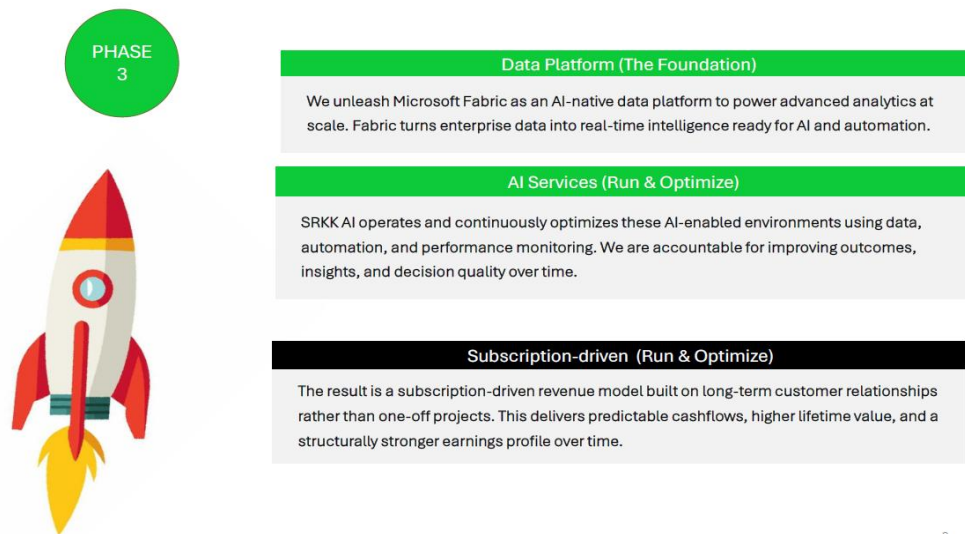 PHASE
3
Data Platform (The Foundation)
We unleash Microsoft Fabric as an AI-native data platform to power advanced analytics at
scale. Fabric turns enterprise data into real-time intelligence ready for AI and automation.
AI Services (Run & Optimize)
SRKK AI operates and continuously optimizes these AI-enabled environments using data,
automation, and performance monitoring. We are accountable for improving outcomes,
insights, and decision quality over time.
Subscription-driven (Run & Optimize)
The result is a subscription-driven revenue model built on long-term customer relationships
rather than one-off projects. This delivers predictable cashflows, higher lifetime value, and a
structurally stronger earnings profile over time.